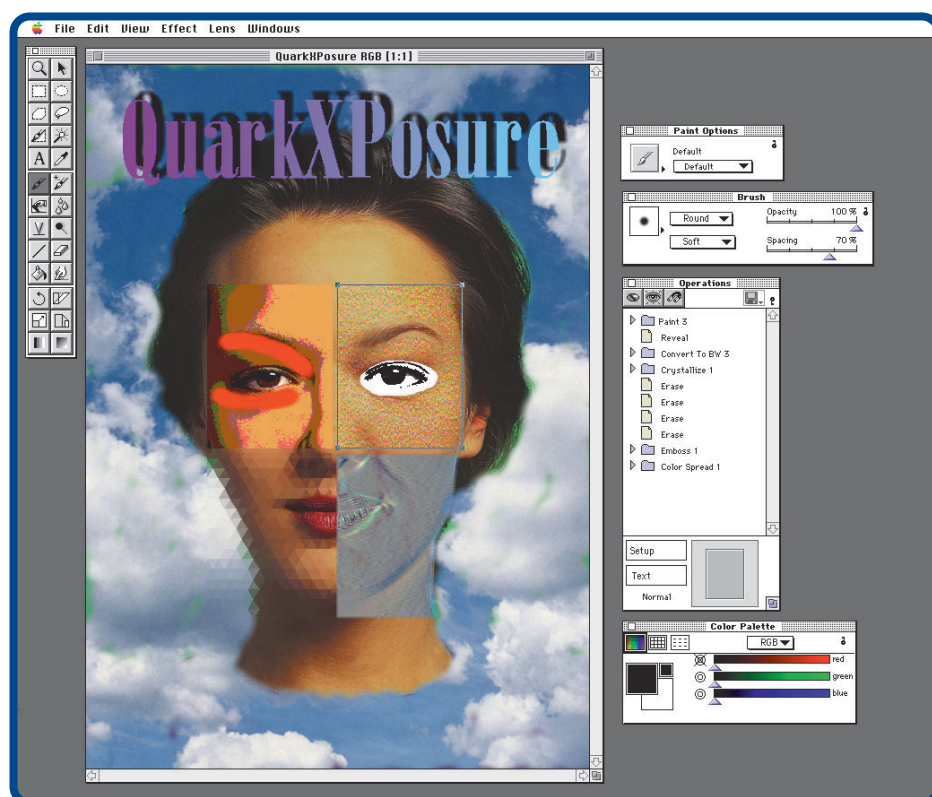 File Edit View Effect Lens Windows
QuarkXPosure RGB [1:1]
QuarkXPosure
A
Paint Options
Default
Default
Brush
Round
Soft
Opacity 100 %
Spacing 70 %
Operations
Paint 3
Reveal
Convert To BW 3
Crystallize 1
Erase
Erase
Erase
Erase
Emboss 1
Color Spread 1
Setup
Text
Normal
Color Palette
RGB
red
green
blue